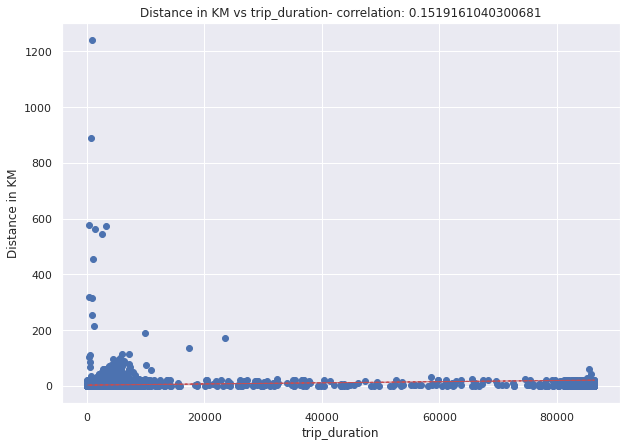 Distance in KM vs trip_duration- correlation: 0.1519161040300681
1200
1000
800
600
400
200
0
Distance in KM
0 20000 40000 60000 80000
trip_duration